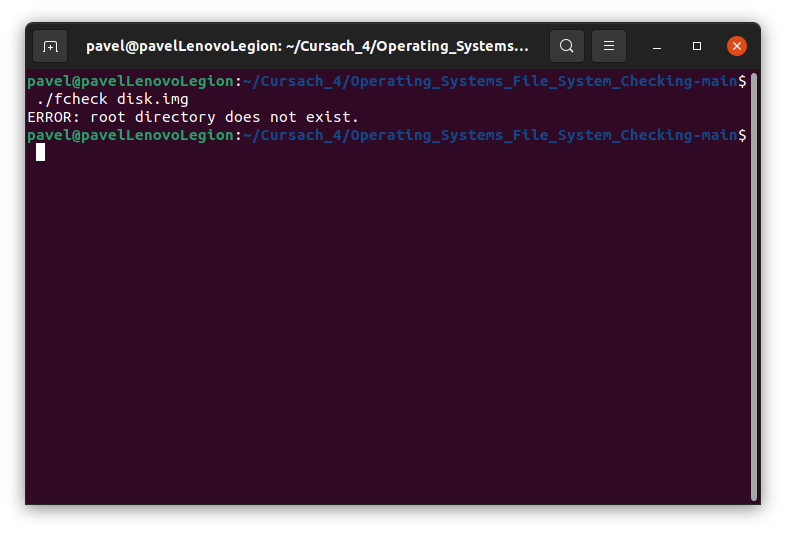 pavel@pavelLenovoLegion: ~/Cursach_4/Operating_Systems...
pavel@pavelLenovoLegion:~/Cursach_4/Operating_Systems_File_System_Checking-main$
./fcheck disk.img
ERROR: root directory does not exist.
pavel@pavelLenovoLegion:~/Cursach_4/Operating_Systems_File_System_Checking-main$